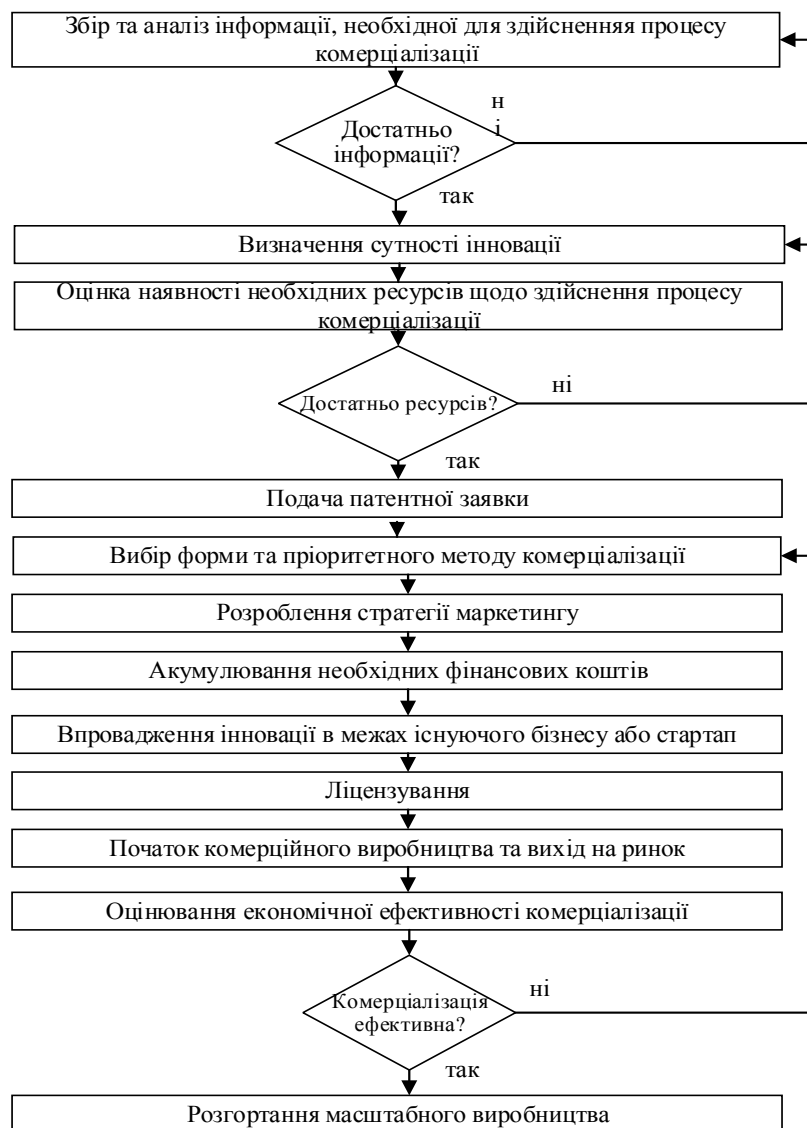 Збір та аналіз інформації, необхідної для здійсненняя процесу
комерціалізації
н
і
Достатньо
інформації?
так
Визначення сутності інновації
Оцінка наявності необхідних ресурсів щодо здійснення процесу
комерціалізації
ні
Достатньо ресурсів?
так
Подача патентної заявки
Вибір форми та пріоритетного методу комерціалізації
Розроблення стратегії маркетингу
Акумулювання необхідних фінансових коштів
Впровадження інновації в межах існуючого бізнесу або стартап
Ліцензування
Початок комерційного виробництва та вихід на ринок
Оцінювання економічної ефективності комерціалізації
ні
Комерціалізація
ефективна?
так
Розгортання масштабного виробництва